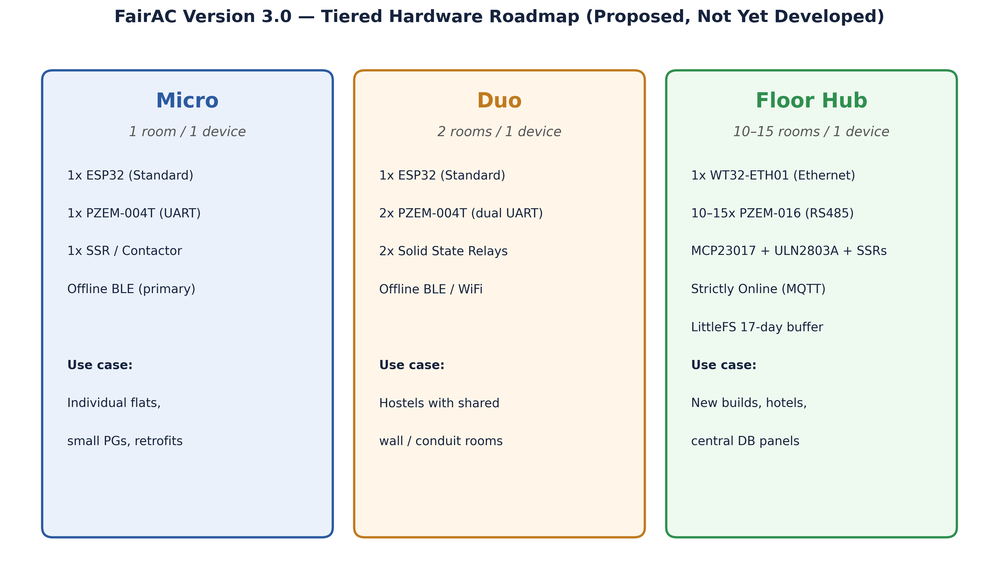 FairAC Version 3.0 — Tiered Hardware Roadmap (Proposed, Not Yet Developed)
Micro
1 room / 1 device
1x ESP32 (Standard)
1x PZEM-004T (UART)
1x SSR / Contactor
Offline BLE (primary)
Use case:
Individual flats,
small PGs, retrofits
Duo
2 rooms / 1 device
1x ESP32 (Standard)
2x PZEM-004T (dual UART)
2x Solid State Relays
Offline BLE / WiFi
Use case:
Hostels with shared
wall / conduit rooms
Floor Hub
10–15 rooms / 1 device
1x WT32-ETH01 (Ethernet)
10–15x PZEM-016 (RS485)
MCP23017 + ULN2803A + SSRs
Strictly Online (MQTT)
LittleFS 17-day buffer
Use case:
New builds, hotels,
central DB panels